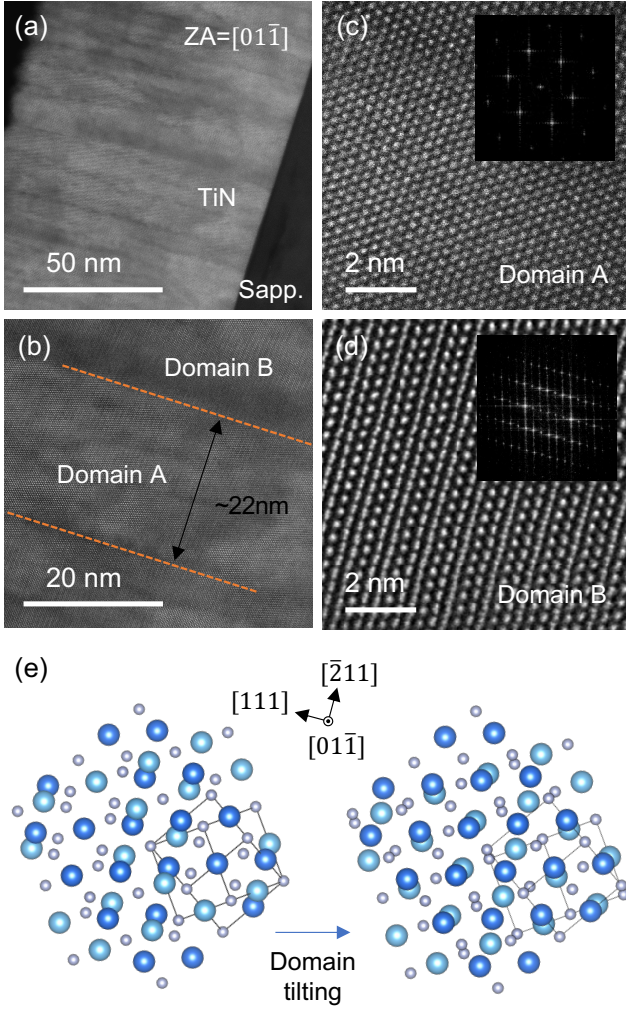 (a)
ZA=[011̄]
TiN
50 nm
Sapp.
(b)
Domain B
Domain A
~22nm
20 nm
(c)
2 nm
Domain A
(d)
2 nm
Domain B
(e)
[2̄11]
[111]
[011̄]
Domain
tilting